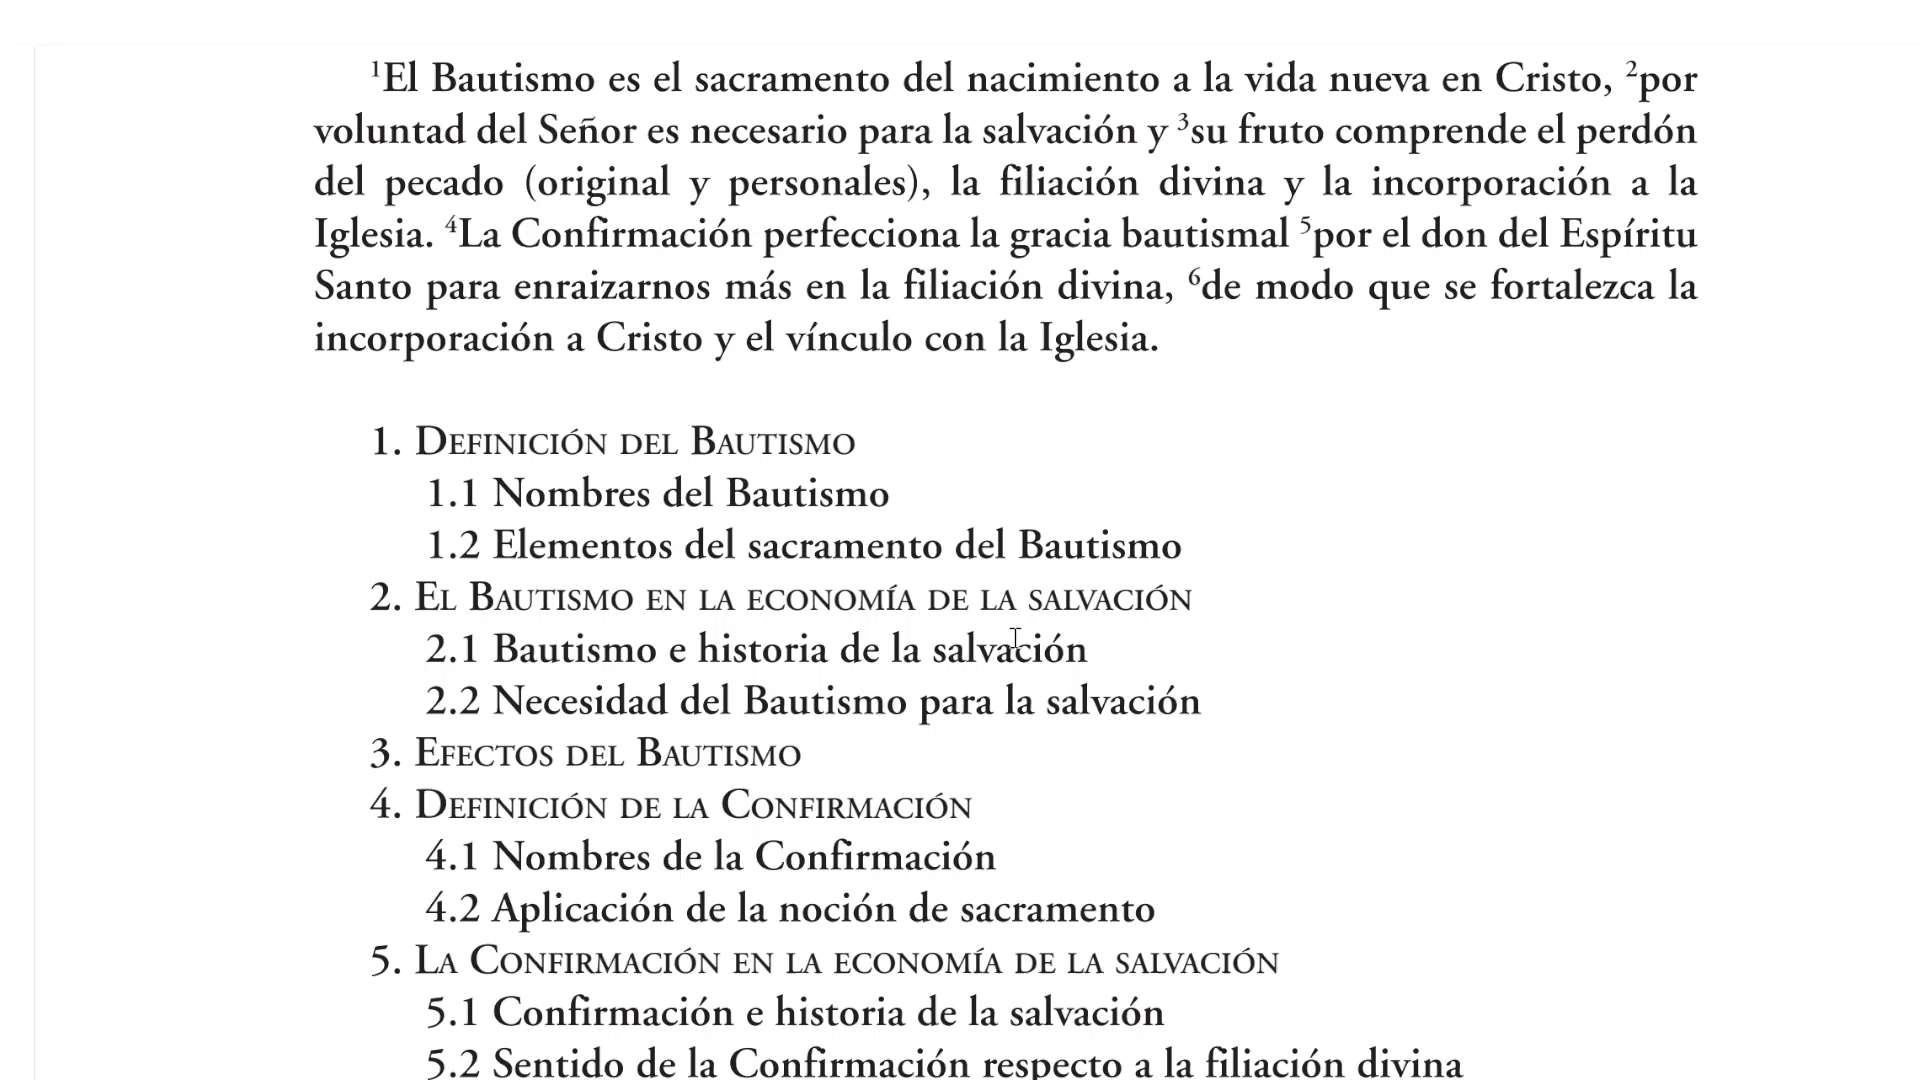 ¹El Bautismo es el sacramento del nacimiento a la vida nueva en Cristo, ²por
voluntad del Señor es necesario para la salvación y ³su fruto comprende el perdón
del pecado (original y personales), la filiación divina y la incorporación a la
Iglesia. ⁴La Confirmación perfecciona la gracia bautismal ⁵por el don del Espíritu
Santo para enraizarnos más en la filiación divina, ⁶de modo que se fortalezca la
incorporación a Cristo y el vínculo con la Iglesia.
1. Definición del Bautismo
1.1 Nombres del Bautismo
1.2 Elementos del sacramento del Bautismo
2. El Bautismo en la economía de la salvación
2.1 Bautismo e historia de la salvación
2.2 Necesidad del Bautismo para la salvación
3. Efectos del Bautismo
4. Definición de la Confirmación
4.1 Nombres de la Confirmación
4.2 Aplicación de la noción de sacramento
5. La Confirmación en la economía de la salvación
5.1 Confirmación e historia de la salvación
5.2 Sentido de la Confirmación respecto a la filiación divina